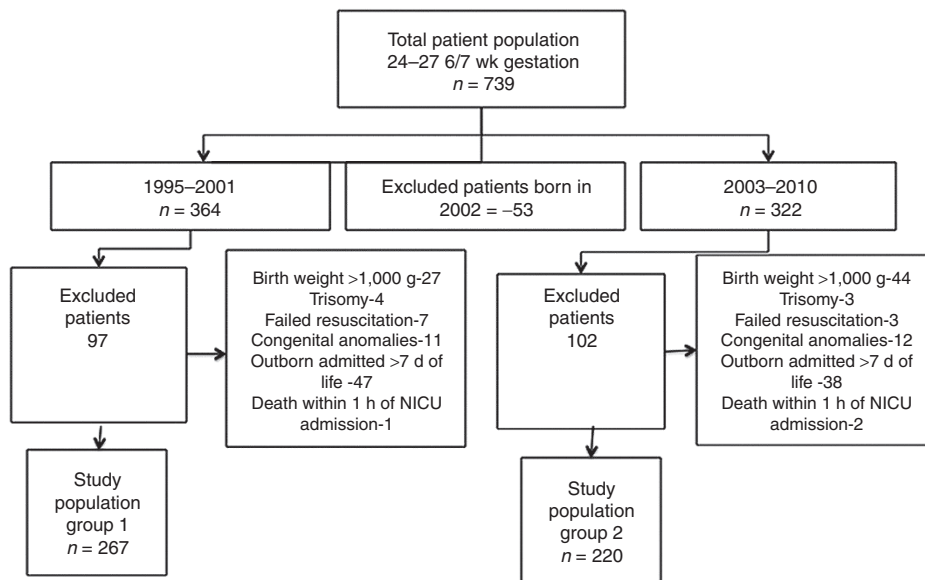 Total patient population
24–27 6/7 wk gestation
n = 739
1995–2001
n = 364
Excluded patients born in
2002 = –53
2003–2010
n = 322
Excluded
patients
97
Birth weight >1,000 g-27
Trisomy-4
Failed resuscitation-7
Congenital anomalies-11
Outborn admitted >7 d of
life -47
Death within 1 h of NICU
admission-1
Excluded
patients
102
Birth weight >1,000 g-44
Trisomy-3
Failed resuscitation-3
Congenital anomalies-12
Outborn admitted >7 d of
life -38
Death within 1 h of NICU
admission-2
Study
population
group 1
n = 267
Study
population
group 2
n = 220